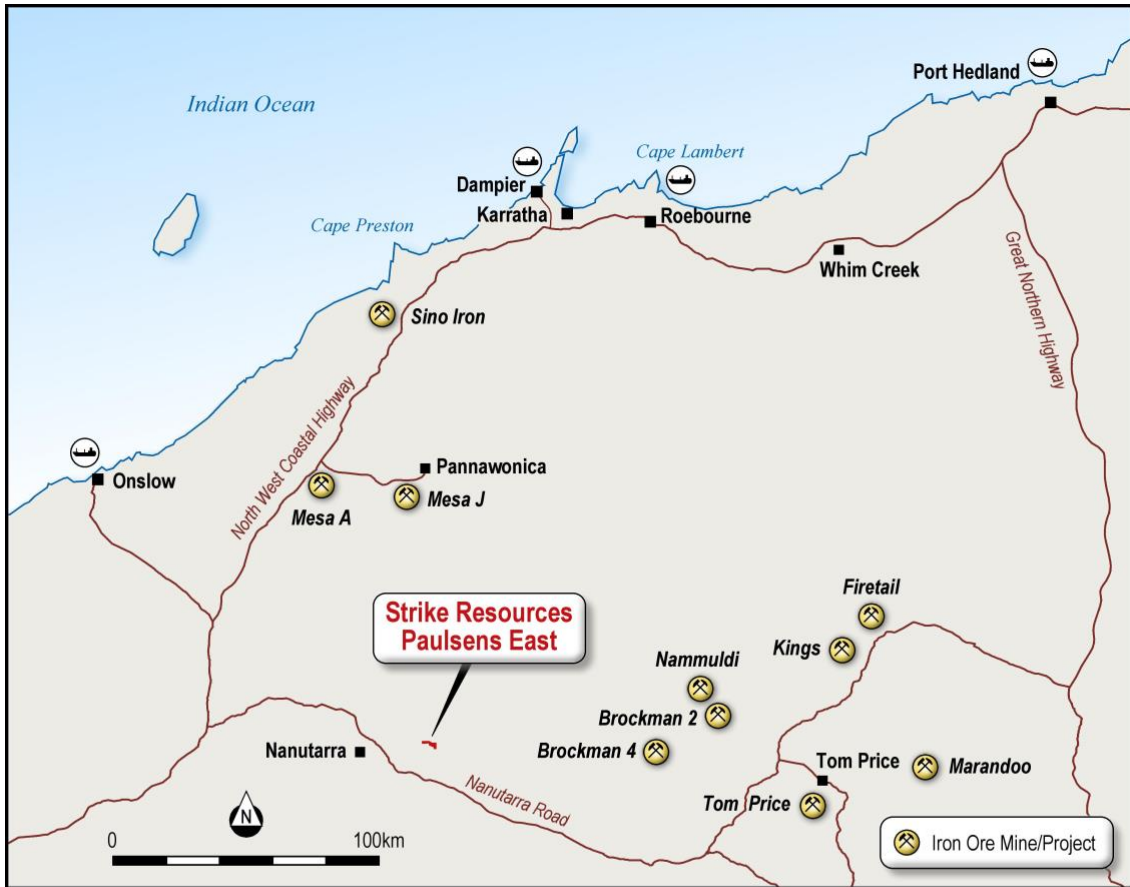 Port Hedland
Indian Ocean
Cape Lambert
Dampier
Karratha
Roebourne
Cape Preston
Whim Creek
Great Northern Highway
Sino Iron
North West Coastal Highway
Pannawonica
Onslow
Mesa J
Mesa A
Firetail
Strike Resources
Paulsens East
Kings
Nammuldi
Brockman 2
Brockman 4
Nanutarra
Tom Price
Marandoo
Nanutarra Road
Tom Price
N
0 100km
Iron Ore Mine/Project